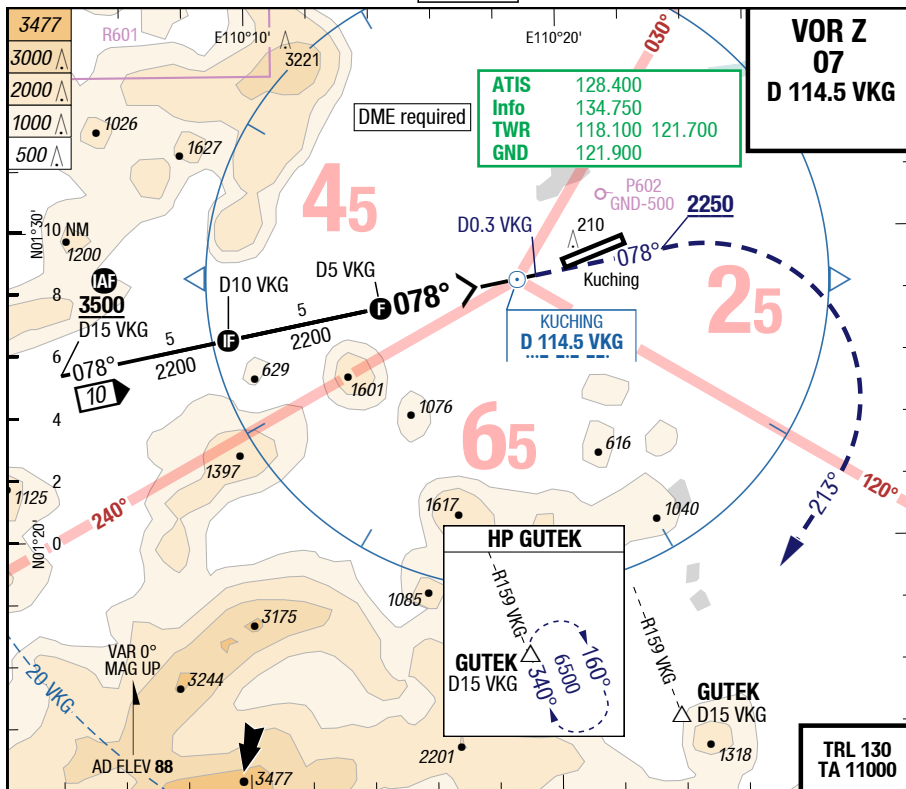 3477
3000
2000
1000
500
R601
E110°10'
3221
E110°20'
030°
VOR Z
07
D 114.5 VKG
DME required
ATIS 128.400
Info 134.750
TWR 118.100 121.700
GND 121.900
1026
1627
45
P602
GND-500
2250
N01°30'
10 NM
1200
IAF
3500
D15 VKG
D10 VKG
D5 VKG
D0.3 VKG
210
078°
078°
Kuching
25
8
6
4
2
0
5
5
IF
F
078°
2200
2200
10
KUCHING
D 114.5 VKG
629
1601
1076
65
616
1397
1125
240°
1617
1040
120°
213°
N01°20'
HP GUTEK
R159 VKG
GUTEK
D15 VKG
340°
6500
160°
1085
R159 VKG
GUTEK
D15 VKG
3175
VAR 0°
MAG UP
3244
20 VKG
AD ELEV 88
3477
2201
1318
TRL 130
TA 11000